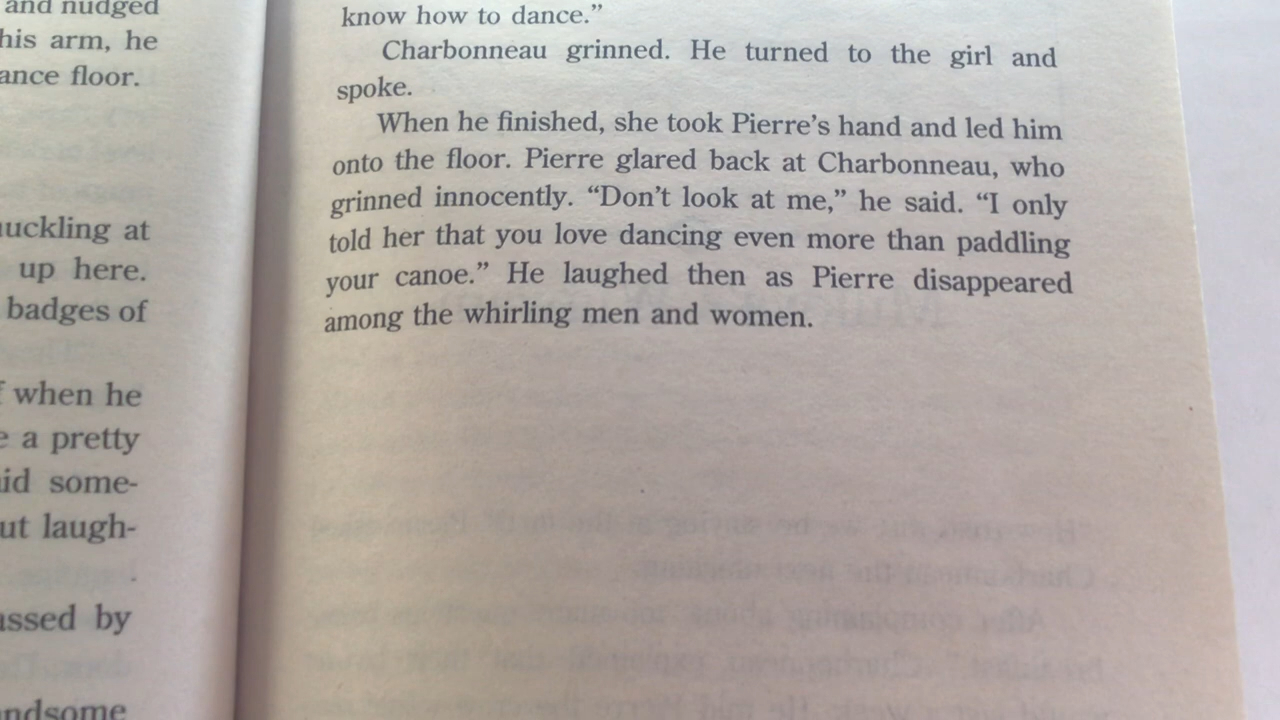 and nudged
his arm, he
ance floor.
uckling at
up here.
badges of
when he
a pretty
id some-
ut laugh-
ssed by
ndsome
know how to dance.”
Charbonneau grinned. He turned to the girl and
spoke.
When he finished, she took Pierre’s hand and led him
onto the floor. Pierre glared back at Charbonneau, who
grinned innocently. “Don’t look at me,” he said. “I only
told her that you love dancing even more than paddling
your canoe.” He laughed then as Pierre disappeared
among the whirling men and women.